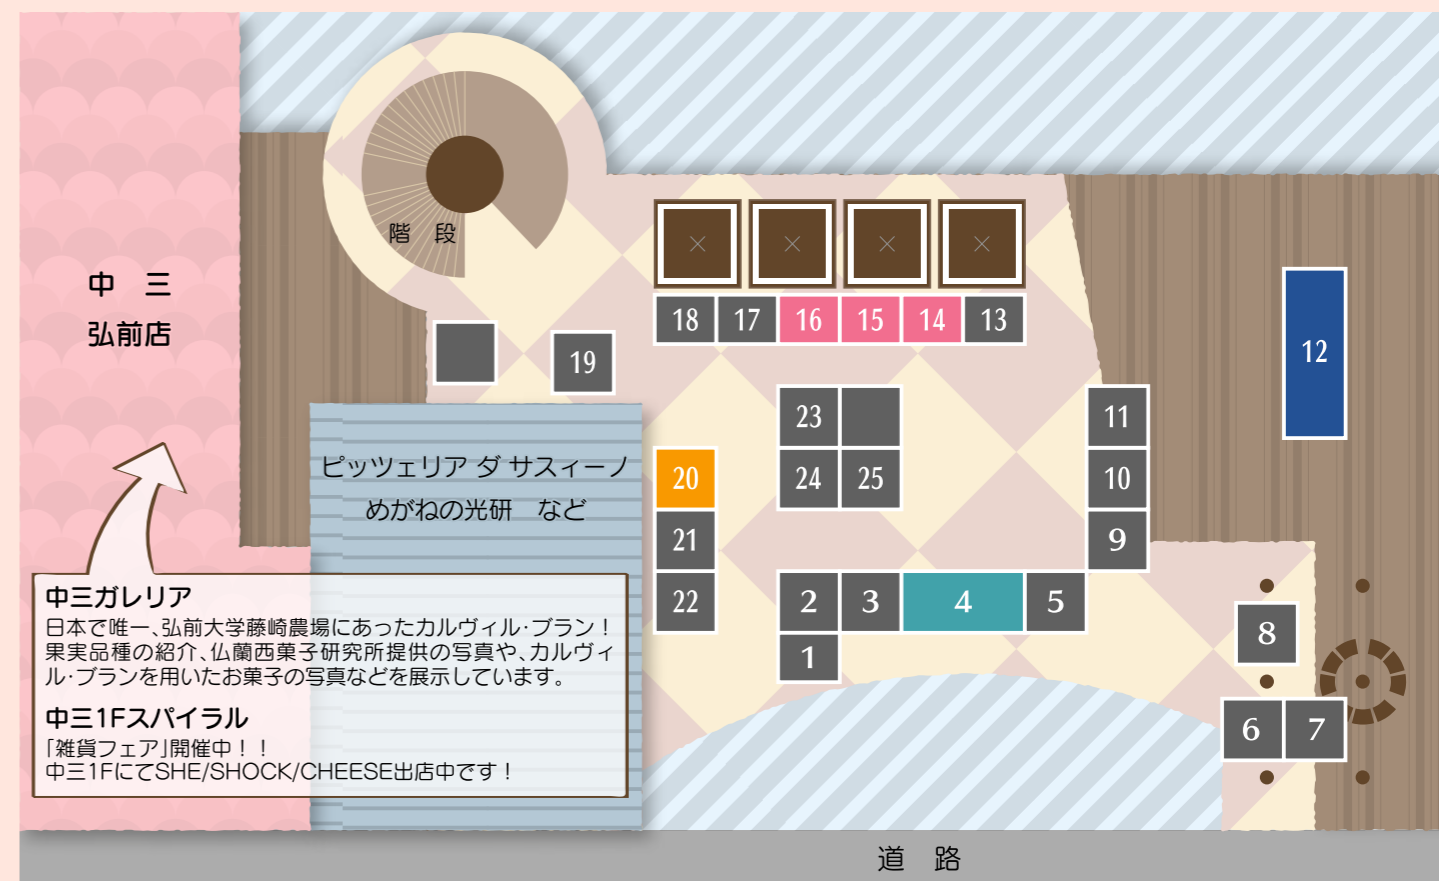 階 段
中 三
弘前店
18 17 16 15 14 13
19
12
23
11
20
24 25
10
21
9
22
2 3 4 5
1
8
6 7
ピッツェリア ダ サスィーノ
めがねの光研 など
中三ガレリア
日本で唯一、弘前大学藤崎農場にあったカルヴィル・ブラン！
果実品種の紹介、仏蘭西菓子研究所提供の写真や、カルヴィ
ル・ブランを用いたお菓子の写真などを展示しています。
中三1Fスパイラル
「雑貨フェア」開催中！！
中三1FにてSHE/SHOCK/CHEESE出店中です！
道 路